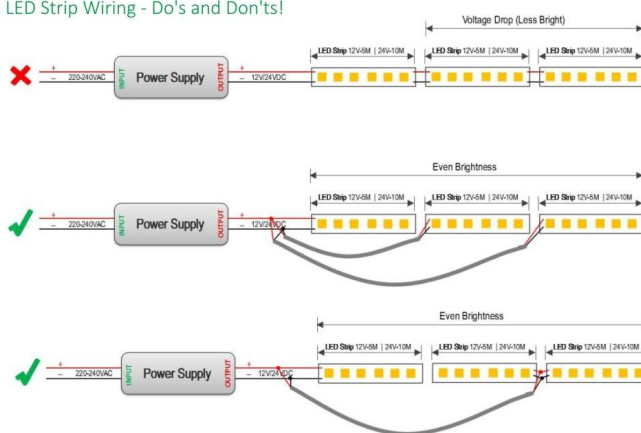 LED Strip Wiring - Do's and Don'ts!
Voltage Drop (Less Bright)
LED Strip 12V-5M | 24V-10M
LED Strip 12V-5M | 24V-10M
LED Strip 12V-5M | 24V-10M
+
220-240VAC
–
INPUT
Power Supply
OUTPUT
+
12V/24VDC
–
Even Brightness
LED Strip 12V-5M | 24V-10M
LED Strip 12V-5M | 24V-10M
LED Strip 12V-5M | 24V-10M
+
220-240VAC
–
INPUT
Power Supply
OUTPUT
+
12V/24VDC
–
Even Brightness
LED Strip 12V-5M | 24V-10M
LED Strip 12V-5M | 24V-10M
LED Strip 12V-5M | 24V-10M
+
220-240VAC
–
INPUT
Power Supply
OUTPUT
+
12V/24VDC
–